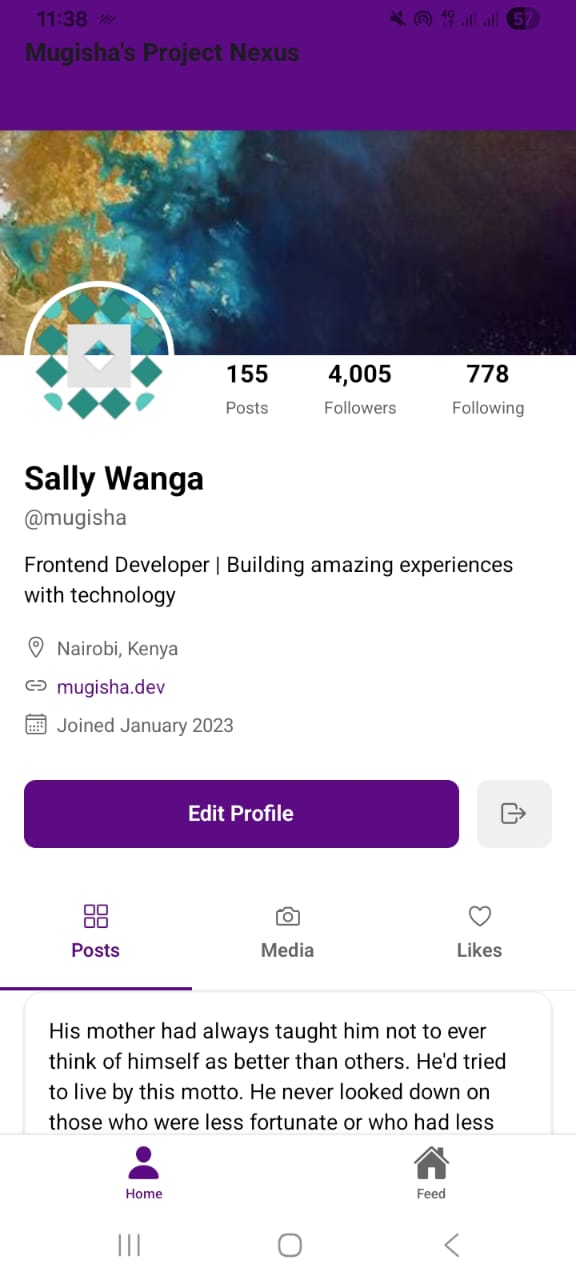 11:38
4G
57
Mugisha's Project Nexus
155 4,005 778
Posts Followers Following
Sally Wanga
@mugisha
Frontend Developer | Building amazing experiences
with technology
Nairobi, Kenya
mugisha.dev
Joined January 2023
Edit Profile
Posts Media Likes
His mother had always taught him not to ever
think of himself as better than others. He'd tried
to live by this motto. He never looked down on
those who were less fortunate or who had less
Home Feed